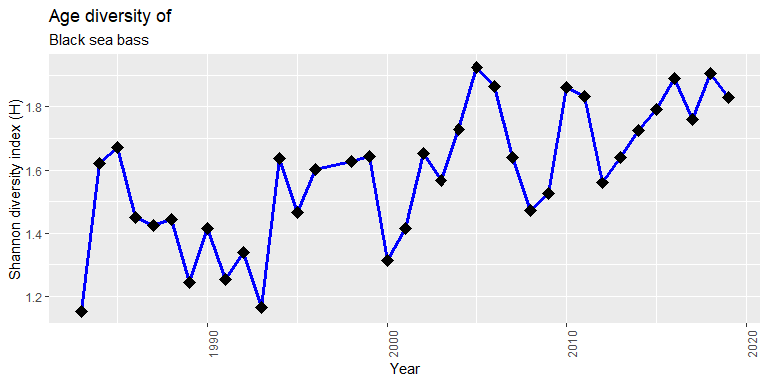 Age diversity of
Black sea bass
Shannon diversity index (H)
1.8
1.6
1.4
1.2
1990
2000
2010
2020
Year